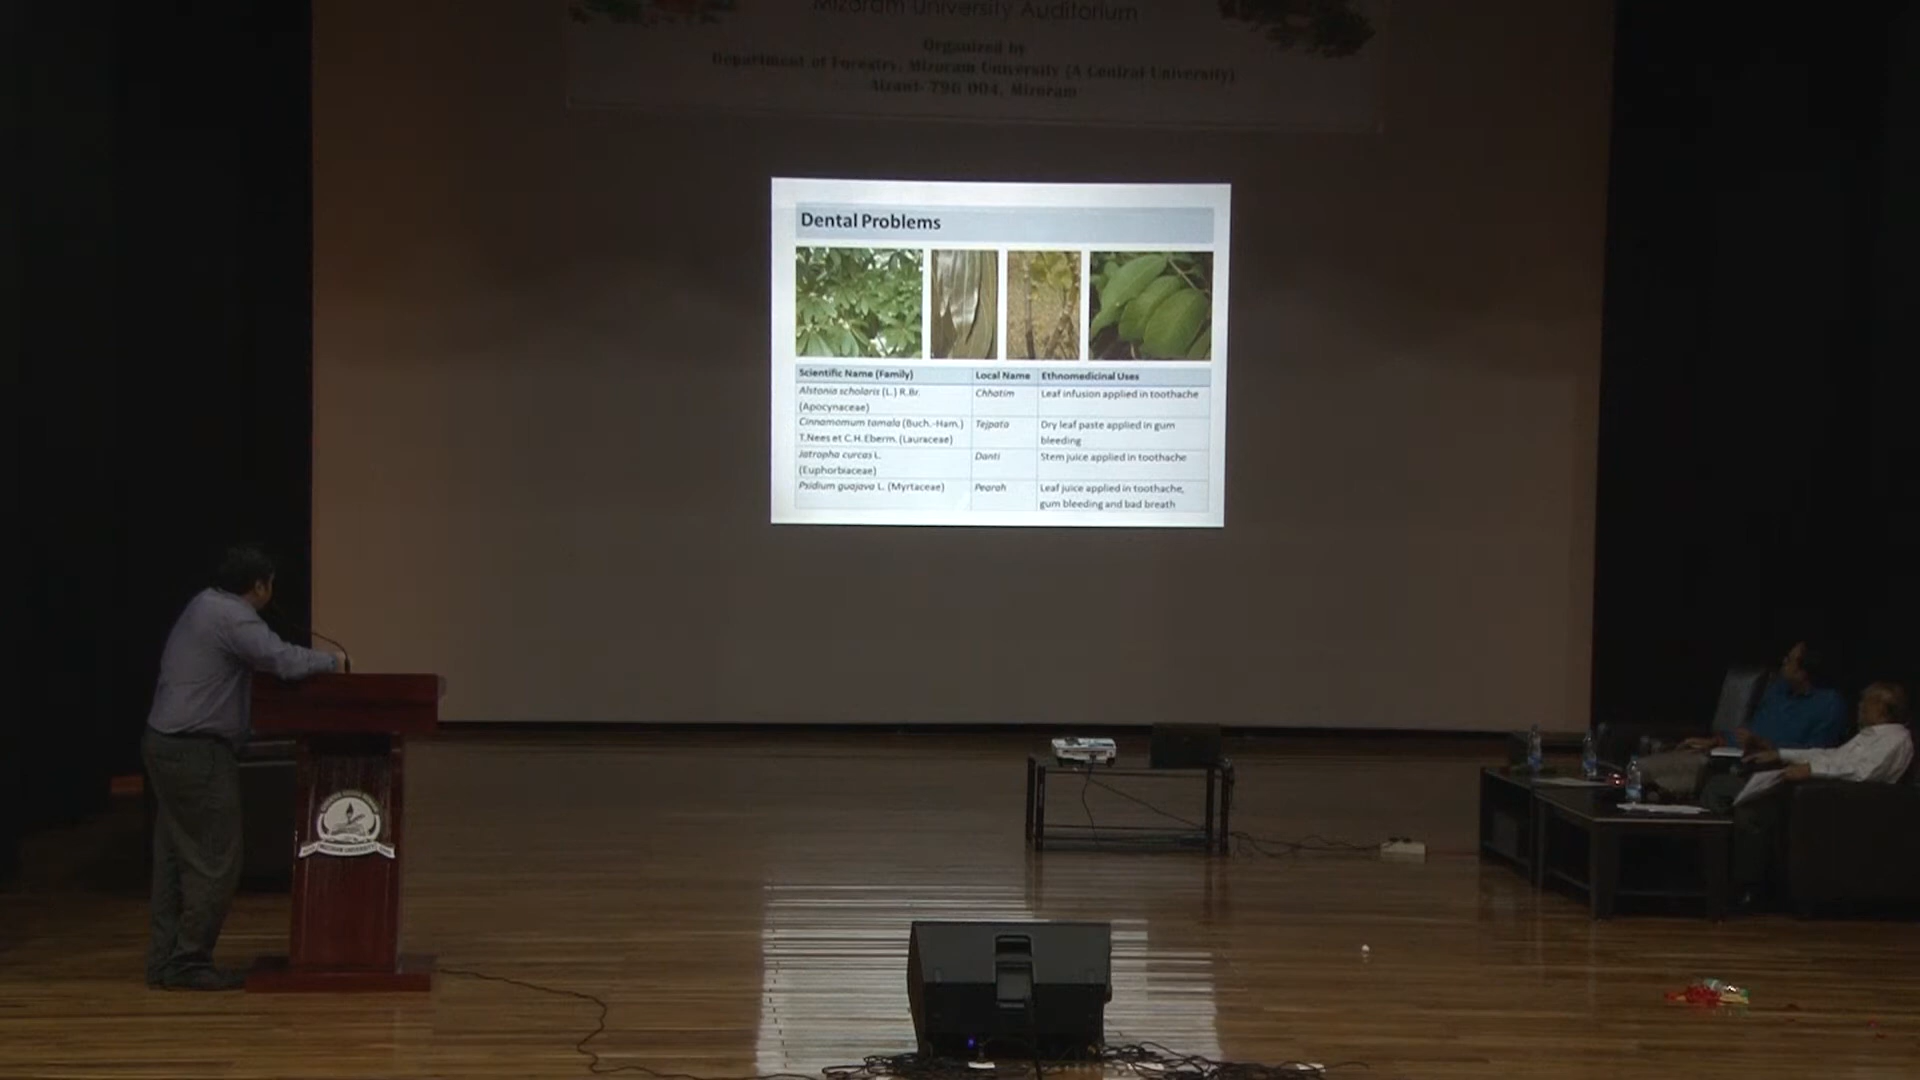 Mizoram University Auditorium
Organized by
Department of Forestry, Mizoram University (A Central University)
Aizawl- 796 004, Mizoram
Dental Problems
Scientific Name (Family) Local Name Ethnomedicinal Uses
Alstonia scholaris (L.) R.Br. Chhatim Leaf infusion applied in toothache
(Apocynaceae)
Cinnamomum tamala (Buch.-Ham.) Tejpata Dry leaf paste applied in gum
T.Nees et C.H.Eberm. (Lauraceae) bleeding
Jatropha curcas L. Danti Stem juice applied in toothache
(Euphorbiaceae)
Psidium guajava L. (Myrtaceae) Pearah Leaf juice applied in toothache,
gum bleeding and bad breath
MIZORAM UNIVERSITY